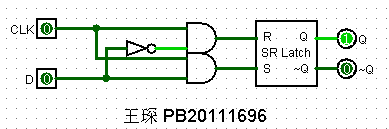 CLK 0
R Q 1 Q
SR Latch
D 0
S ~Q 0 ~Q
王琛 PB20111696